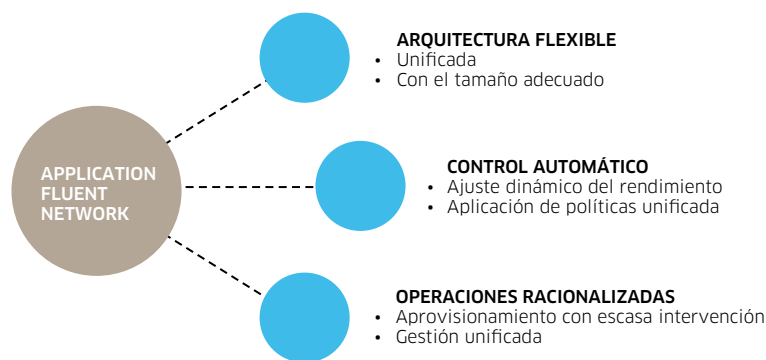 ARQUITECTURA FLEXIBLE
• Unificada
• Con el tamaño adecuado
APPLICATION
FLUENT
NETWORK
CONTROL AUTOMÁTICO
• Ajuste dinámico del rendimiento
• Aplicación de políticas unificada
OPERACIONES RACIONALIZADAS
• Aprovisionamiento con escasa intervención
• Gestión unificada